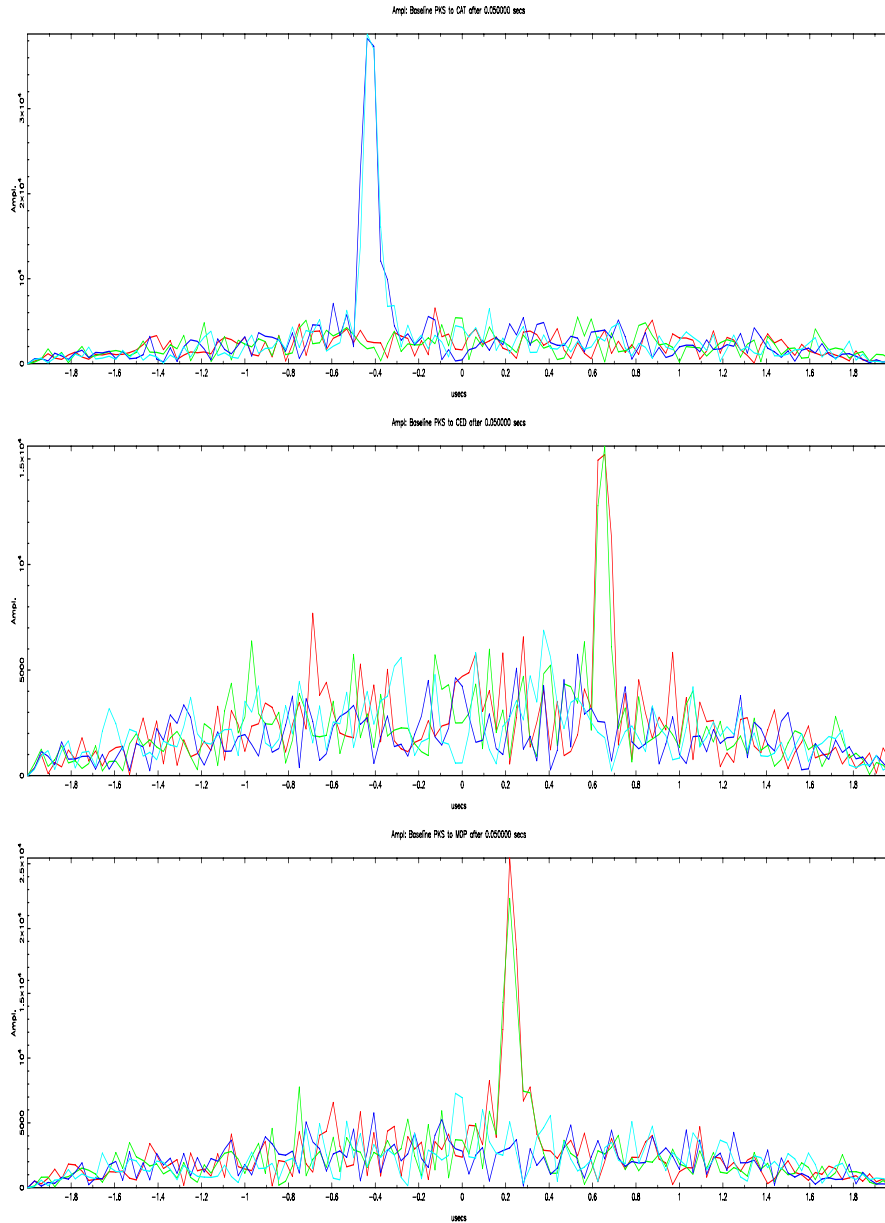 Ampl: Baseline PKS to CAT after 0.050000 secs
3×10⁴
2×10⁴
10⁴
0
Ampl.
-1.8 -1.6 -1.4 -1.2 -1 -0.8 -0.6 -0.4 -0.2 0 0.2 0.4 0.6 0.8 1 1.2 1.4 1.6 1.8
usecs
Ampl: Baseline PKS to CED after 0.050000 secs
1.5×10⁴
10⁴
5000
0
Ampl.
-1.8 -1.6 -1.4 -1.2 -1 -0.8 -0.6 -0.4 -0.2 0 0.2 0.4 0.6 0.8 1 1.2 1.4 1.6 1.8
usecs
Ampl: Baseline PKS to MOP after 0.050000 secs
2.5×10⁴
2×10⁴
1.5×10⁴
10⁴
5000
0
Ampl.
-1.8 -1.6 -1.4 -1.2 -1 -0.8 -0.6 -0.4 -0.2 0 0.2 0.4 0.6 0.8 1 1.2 1.4 1.6 1.8
usecs